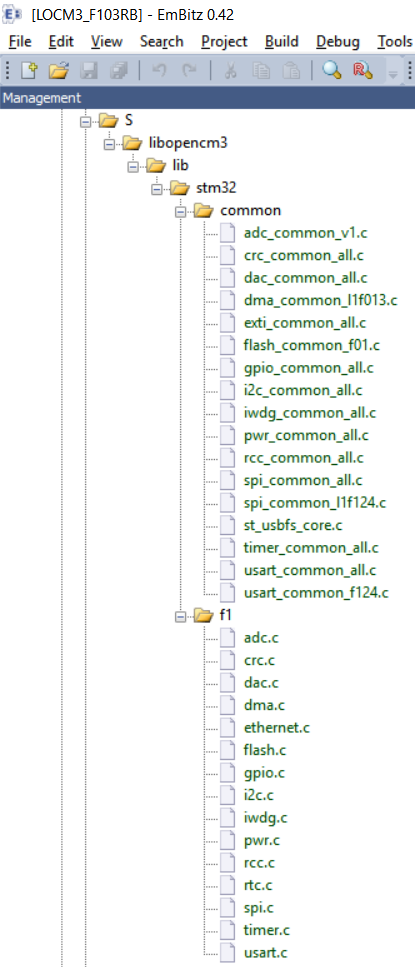 [LOCM3_F103RB] - EmBitz 0.42
File Edit View Search Project Build Debug Tools
Management
S
libopencm3
lib
stm32
common
adc_common_v1.c
crc_common_all.c
dac_common_all.c
dma_common_l1f013.c
exti_common_all.c
flash_common_f01.c
gpio_common_all.c
i2c_common_all.c
iwdg_common_all.c
pwr_common_all.c
rcc_common_all.c
spi_common_all.c
spi_common_l1f124.c
st_usbfs_core.c
timer_common_all.c
usart_common_all.c
usart_common_f124.c
f1
adc.c
crc.c
dac.c
dma.c
ethernet.c
flash.c
gpio.c
i2c.c
iwdg.c
pwr.c
rcc.c
rtc.c
spi.c
timer.c
usart.c